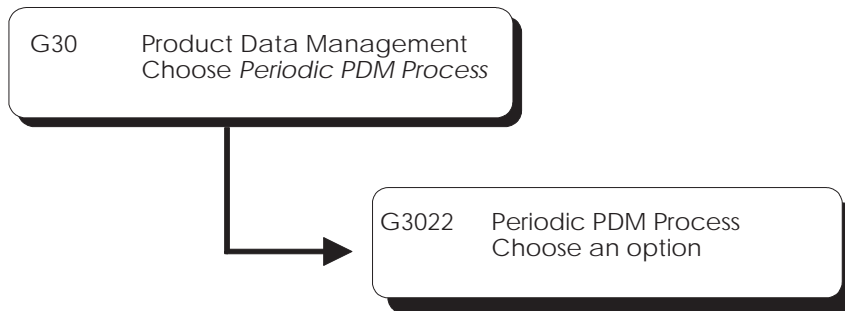 G30 Product Data Management
Choose Periodic PDM Process
G3022 Periodic PDM Process
Choose an option